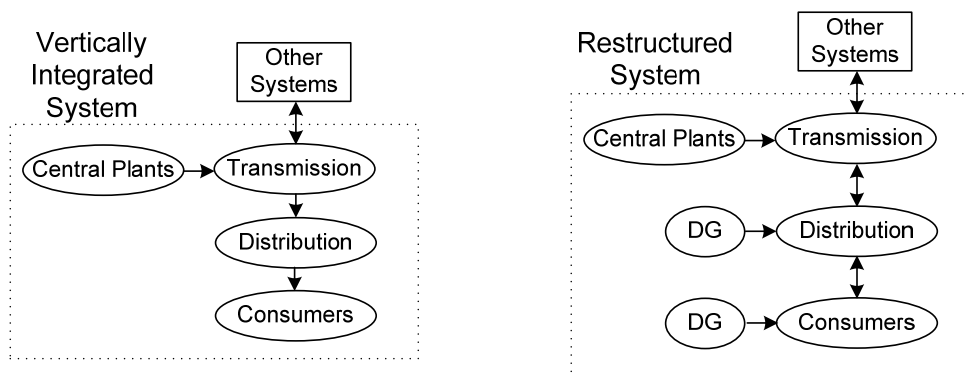 Vertically
Integrated
System
Other
Systems
Central Plants
Transmission
Distribution
Consumers
Restructured
System
Other
Systems
Central Plants
Transmission
DG
Distribution
DG
Consumers